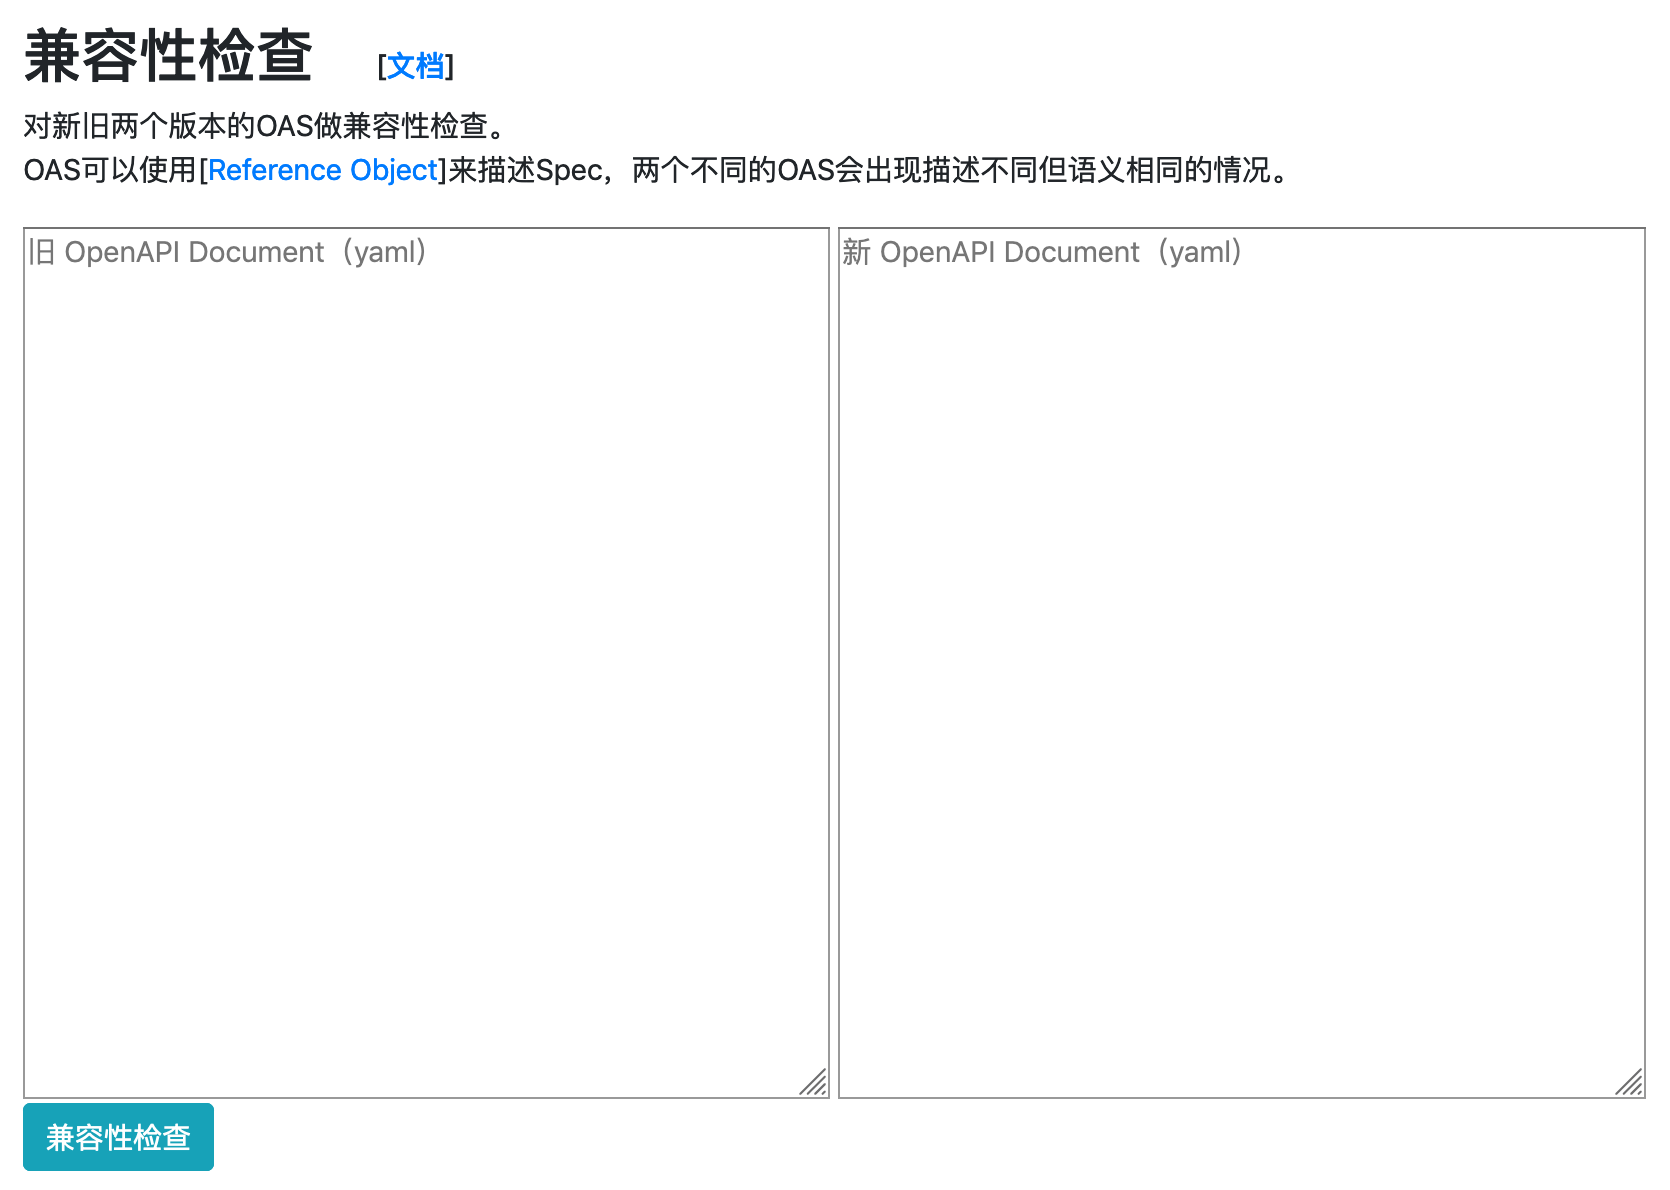 兼容性检查 [文档]
对新旧两个版本的OAS做兼容性检查。
OAS可以使用[Reference Object]来描述Spec，两个不同的OAS会出现描述不同但语义相同的情况。
旧 OpenAPI Document（yaml）
新 OpenAPI Document（yaml）
兼容性检查